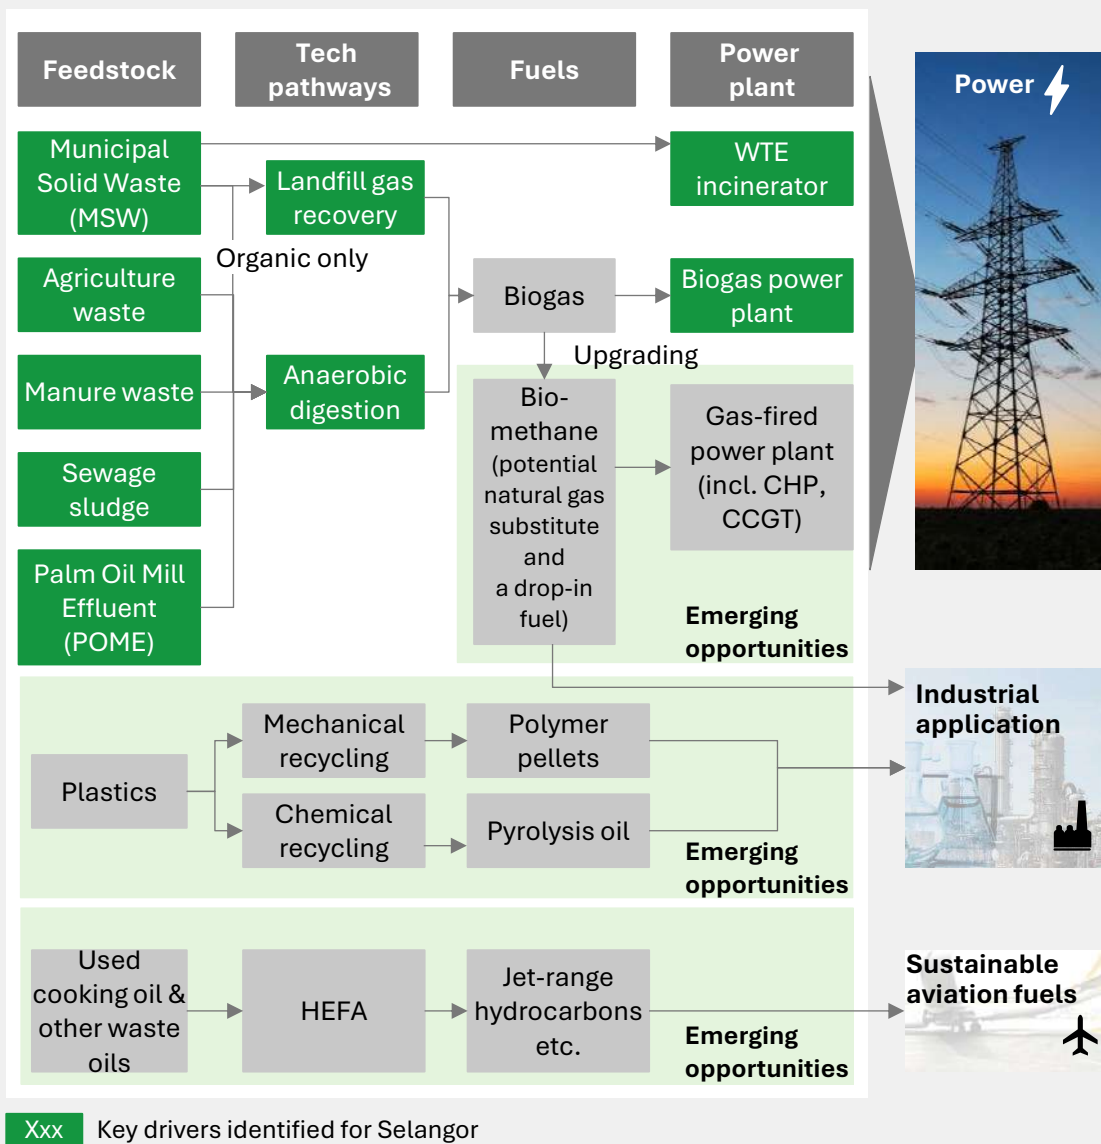 Feedstock
Tech
pathways
Fuels
Power
plant
Power
Municipal
Solid Waste
(MSW)
Landfill gas
recovery
WTE
incinerator
Organic only
Agriculture
waste
Biogas
Biogas power
plant
Upgrading
Manure waste
Anaerobic
digestion
Bio-
methane
(potential
natural gas
substitute
and
a drop-in
fuel)
Gas-fired
power plant
(incl. CHP,
CCGT)
Sewage
sludge
Palm Oil Mill
Effluent
(POME)
Emerging
opportunities
Industrial
application
Plastics
Mechanical
recycling
Polymer
pellets
Chemical
recycling
Pyrolysis oil
Emerging
opportunities
Used
cooking oil &
other waste
oils
HEFA
Jet-range
hydrocarbons
etc.
Sustainable
aviation fuels
Emerging
opportunities
Xxx Key drivers identified for Selangor